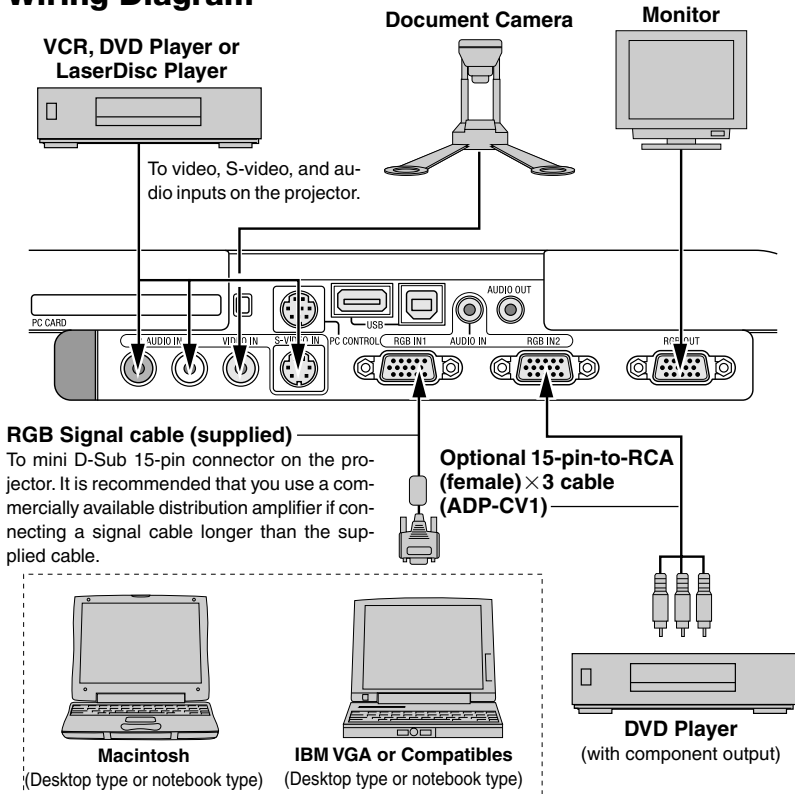 Wiring Diagram
Document Camera
Monitor
VCR, DVD Player or
LaserDisc Player
To video, S-video, and au-
dio inputs on the projector.
AUDIO OUT
PC CARD
USB
AUDIO IN
VIDEO IN
S-VIDEO IN
PC CONTROL
RGB IN1
AUDIO IN
RGB IN2
RGB OUT
RGB Signal cable (supplied)
To mini D-Sub 15-pin connector on the pro-
jector. It is recommended that you use a com-
mercially available distribution amplifier if con-
necting a signal cable longer than the sup-
plied cable.
Optional 15-pin-to-RCA
(female)×3 cable
(ADP-CV1)
Macintosh
(Desktop type or notebook type)
IBM VGA or Compatibles
(Desktop type or notebook type)
DVD Player
(with component output)